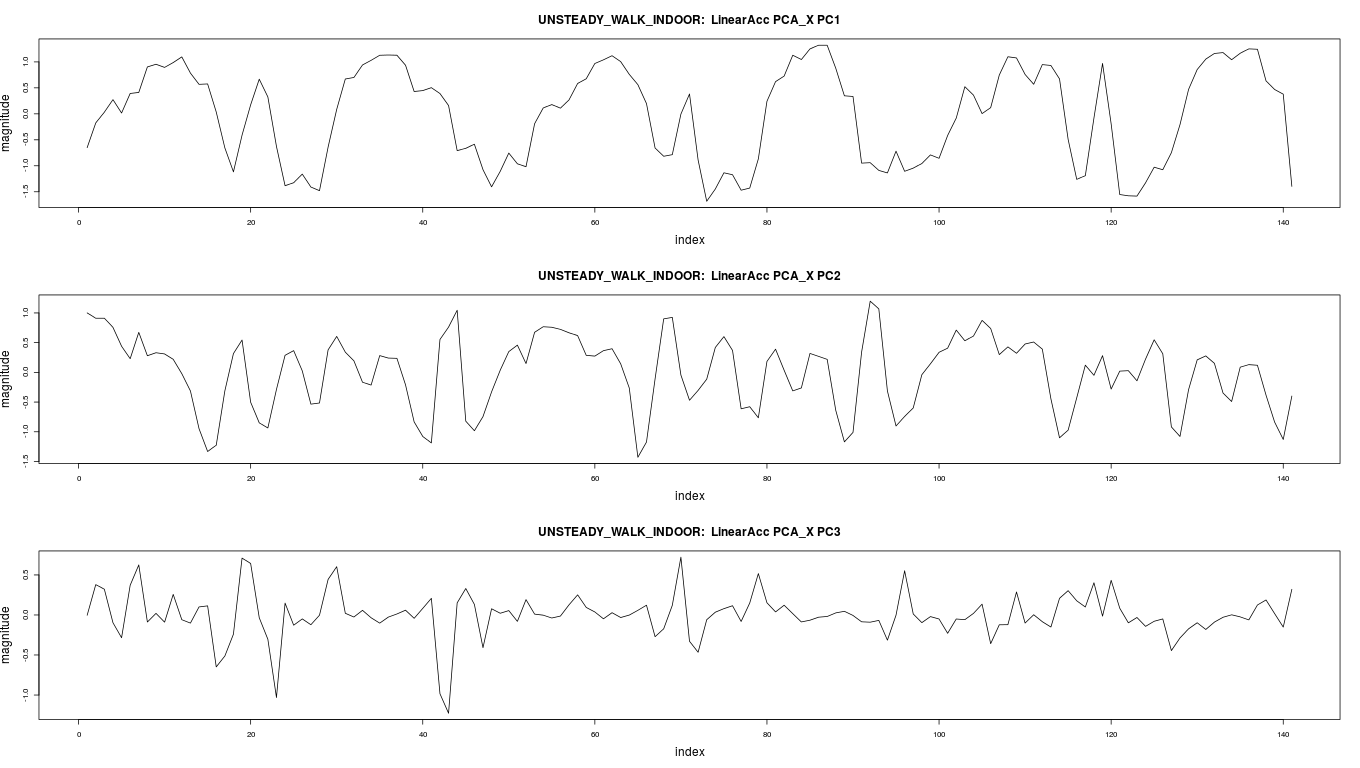 UNSTEADY_WALK_INDOOR: LinearAcc PCA_X PC1
magnitude
1.0
0.5
0.0
-0.5
-1.0
-1.5
0 20 40 60 80 100 120 140
index
UNSTEADY_WALK_INDOOR: LinearAcc PCA_X PC2
magnitude
1.0
0.5
0.0
-0.5
-1.0
-1.5
0 20 40 60 80 100 120 140
index
UNSTEADY_WALK_INDOOR: LinearAcc PCA_X PC3
magnitude
0.5
0.0
-0.5
-1.0
0 20 40 60 80 100 120 140
index